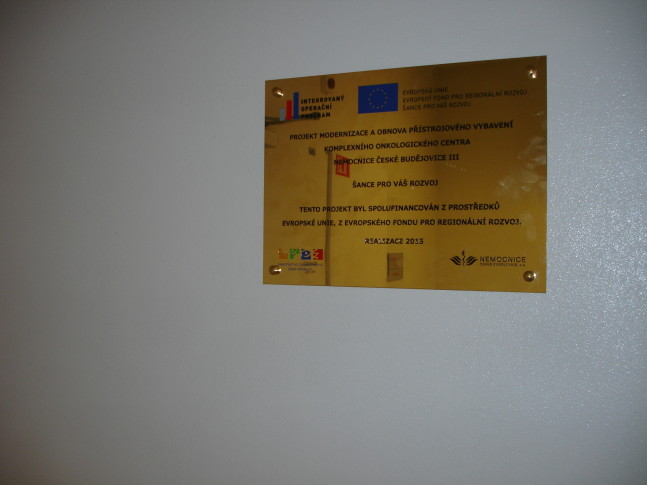 INTEGROVANÝ
OPERAČNÍ
PROGRAM
EVROPSKÁ UNIE
EVROPSKÝ FOND PRO REGIONÁLNÍ ROZVOJ
ŠANCE PRO VÁŠ ROZVOJ
PROJEKT MODERNIZACE A OBNOVA PŘÍSTROJOVÉHO VYBAVENÍ
KOMPLEXNÍHO ONKOLOGICKÉHO CENTRA
NEMOCNICE ČESKÉ BUDĚJOVICE III
ŠANCE PRO VÁŠ ROZVOJ
TENTO PROJEKT BYL SPOLUFINANCOVÁN Z PROSTŘEDKŮ
EVROPSKÉ UNIE, Z EVROPSKÉHO FONDU PRO REGIONÁLNÍ ROZVOJ.
REALIZACE 2015
NEMOCNICE
ČESKÉ BUDĚJOVICE, a.s.